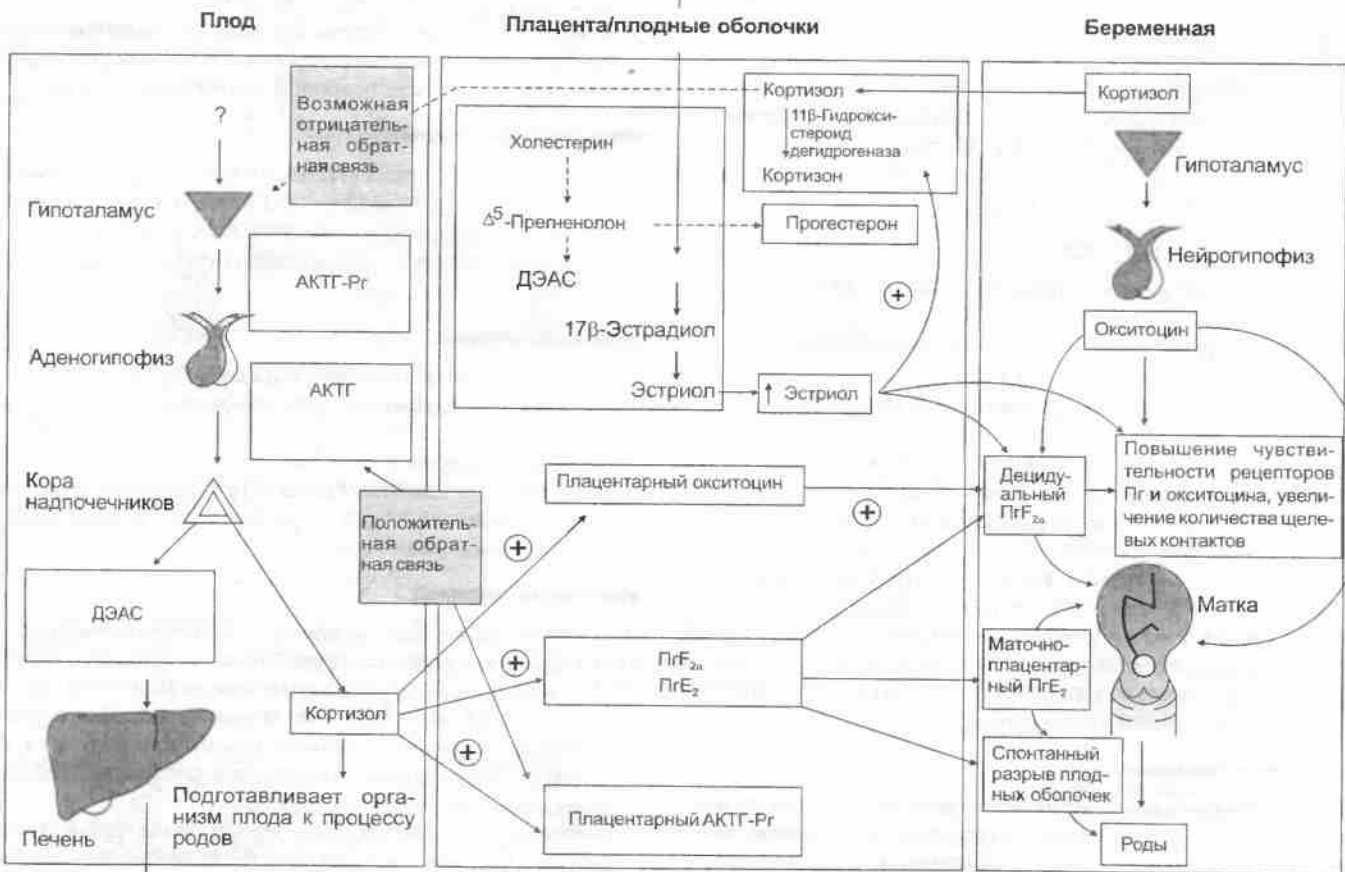 Плод
Плацента/плодные оболочки
Беременная
?
Возможная
отрицатель-
ная обрат-
ная связь
Гипоталамус
АКТГ-Рг
Аденогипофиз
АКТГ
Кора
надпочечников
Положитель-
ная обрат-
ная связь
ДЭАС
Кортизол
Печень
Подготавливает орга-
низм плода к процессу
родов
Холестерин
Δ5-Прегненолон
ДЭАС
17β-Эстрадиол
Эстриол
Кортизол
11β-Гидрокси-
стероид
дегидрогеназа
Кортизон
Прогестерон
+
↑ Эстриол
Плацентарный окситоцин
+
+
ПгF2α
ПгE2
+
+
Плацентарный АКТГ-Рг
Кортизол
Гипоталамус
Нейрогипофиз
Окситоцин
Дециду-
альный
ПгF2α
Повышение чувстви-
тельности рецепторов
Пг и окситоцина, увели-
чение количества щеле-
вых контактов
Матка
Маточно-
плацентар-
ный ПгE2
Спонтанный
разрыв плод-
ных оболочек
Роды